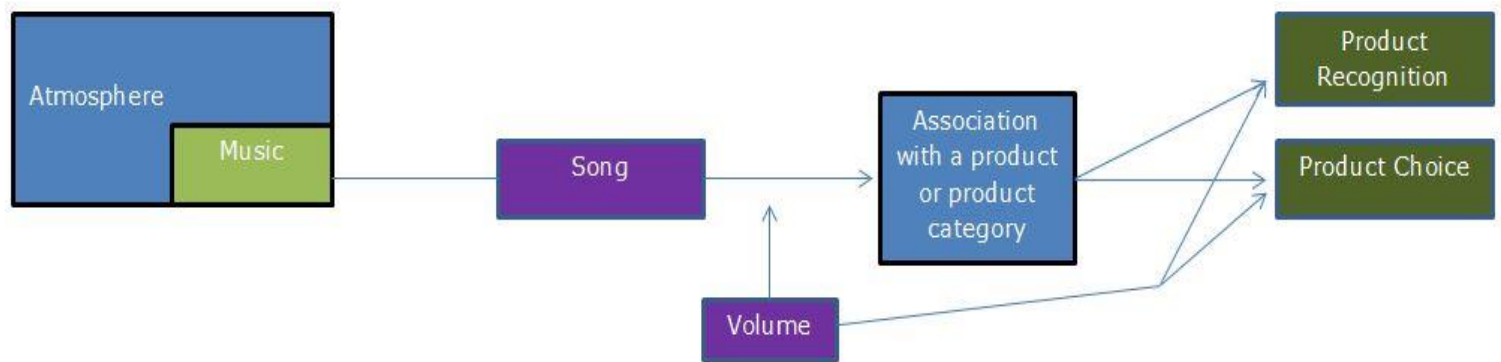 Atmosphere
Music
Song
Association
with a product
or product
category
Volume
Product
Recognition
Product Choice